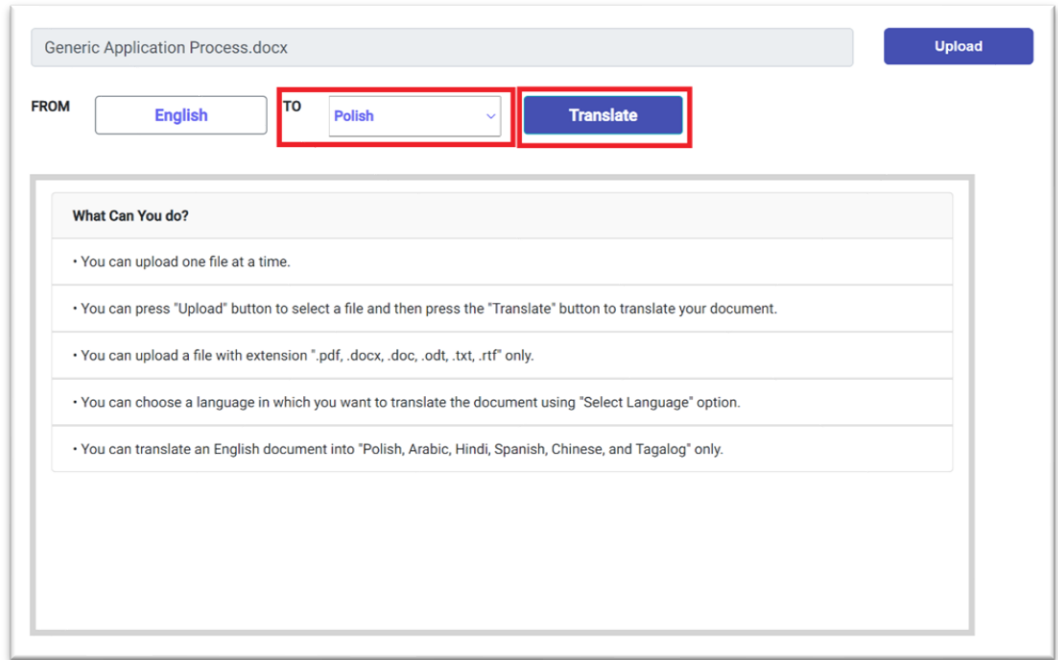 Generic Application Process.docx
Upload
FROM
English
TO
Polish
Translate
What Can You do?
• You can upload one file at a time.
• You can press "Upload" button to select a file and then press the "Translate" button to translate your document.
• You can upload a file with extension ".pdf, .docx, .doc, .odt, .txt, .rtf" only.
• You can choose a language in which you want to translate the document using "Select Language" option.
• You can translate an English document into "Polish, Arabic, Hindi, Spanish, Chinese, and Tagalog" only.